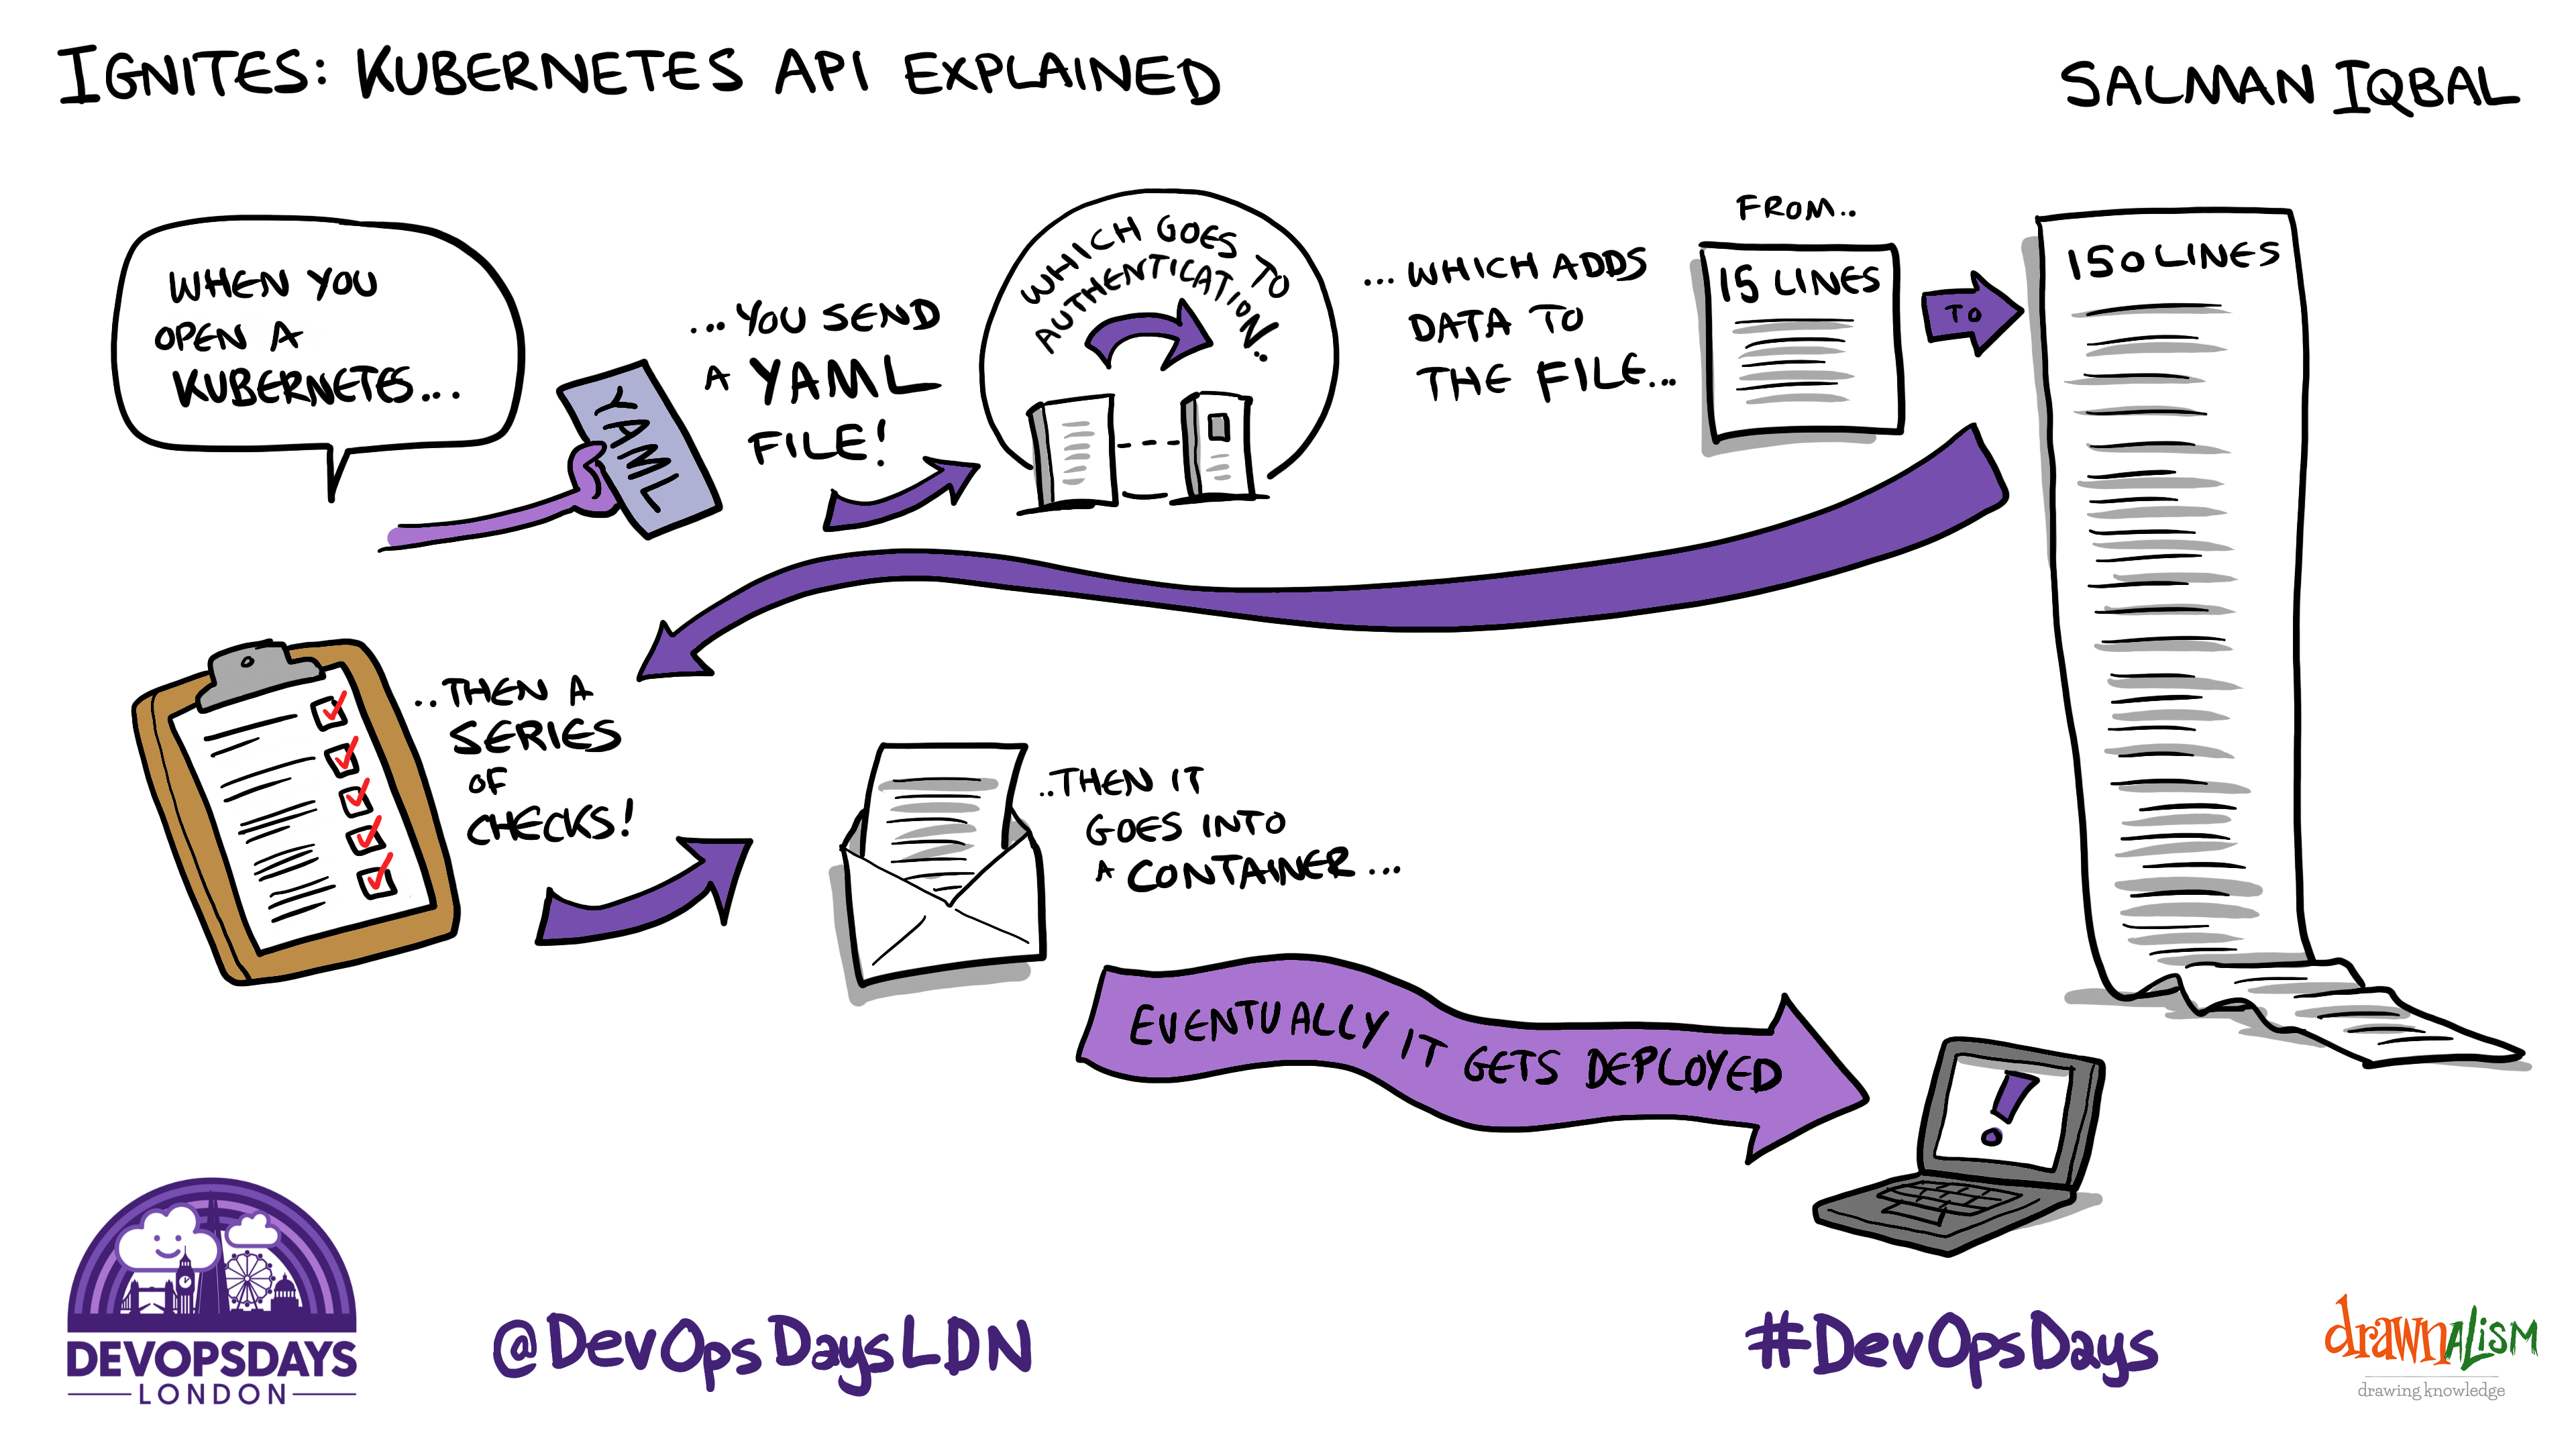 IGNITES: KUBERNETES API EXPLAINED
SALMAN IQBAL
WHEN YOU
OPEN A
KUBERNETES...
YAML
...YOU SEND
A YAML
FILE!
WHICH GOES TO
AUTHENTICATION..
...WHICH ADDS
DATA TO
THE FILE...
FROM..
15 LINES
TO
150 LINES
..THEN A
SERIES
OF
CHECKS!
..THEN IT
GOES INTO
A CONTAINER...
EVENTUALLY IT GETS DEPLOYED
!
DEVOPSDAYS
LONDON
@DevOpsDaysLDN
#DevOpsDays
drawnalism
drawing knowledge